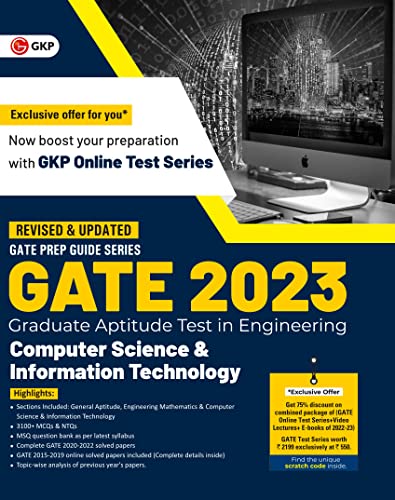 GKP
Exclusive offer for you*
Now boost your preparation
with GKP Online Test Series
REVISED & UPDATED
GATE PREP GUIDE SERIES
GATE 2023
Graduate Aptitude Test in Engineering
Computer Science &
Information Technology
Highlights:
• Sections Included: General Aptitude, Engineering Mathematics & Computer
Science & Information Technology
• 3100+ MCQs & NTQs
• MSQ question bank as per latest syllabus
• Complete GATE 2020-2022 solved papers
• GATE 2015-2019 online solved papers included (Complete details inside)
• Topic-wise analysis of previous year's papers.
*Exclusive Offer
Get 75% discount on
combined package of (GATE
Online Test Series+Video
Lectures+ E-books of 2022-23)
GATE Test Series worth
₹ 2199 exclusively at ₹ 550.
Find the unique
scratch code inside.